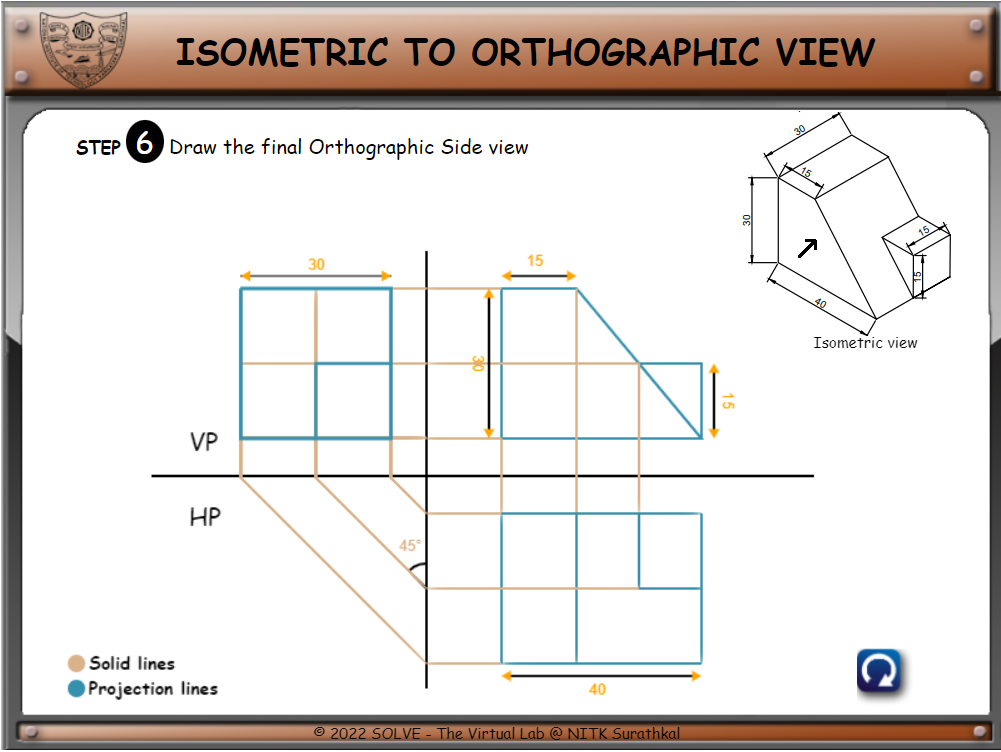 ISOMETRIC TO ORTHOGRAPHIC VIEW
STEP 6 Draw the final Orthographic Side view
30
15
30
15
15
40
Isometric view
30
15
30
15
VP
HP
45°
40
Solid lines
Projection lines
© 2022 SOLVE - The Virtual Lab @ NITK Surathkal